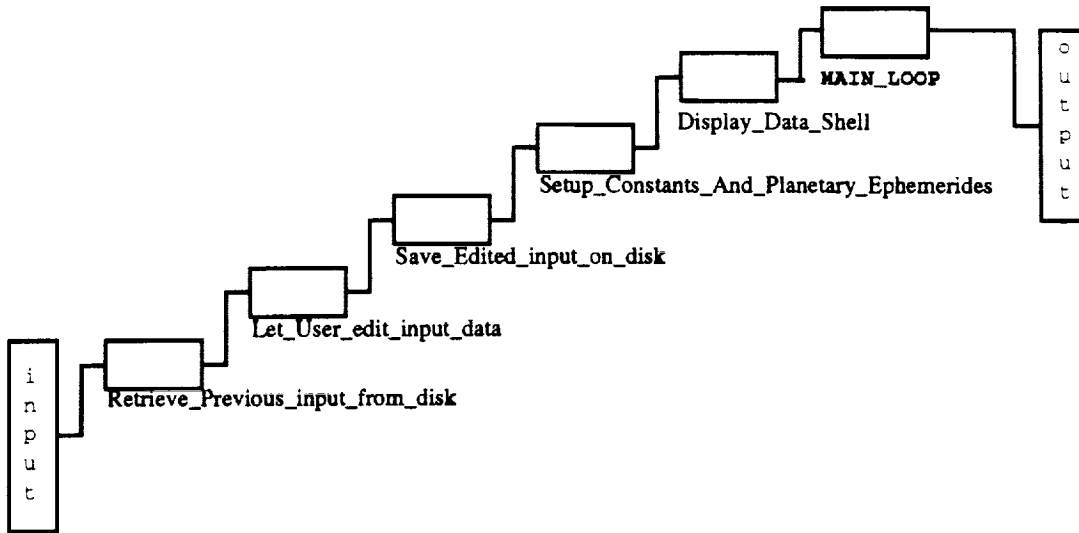 input
Retrieve_Previous_input_from_disk
Let_User_edit_input_data
Save_Edited_input_on_disk
Setup_Constants_And_Planetary_Ephemerides
Display_Data_Shell
MAIN_LOOP
output